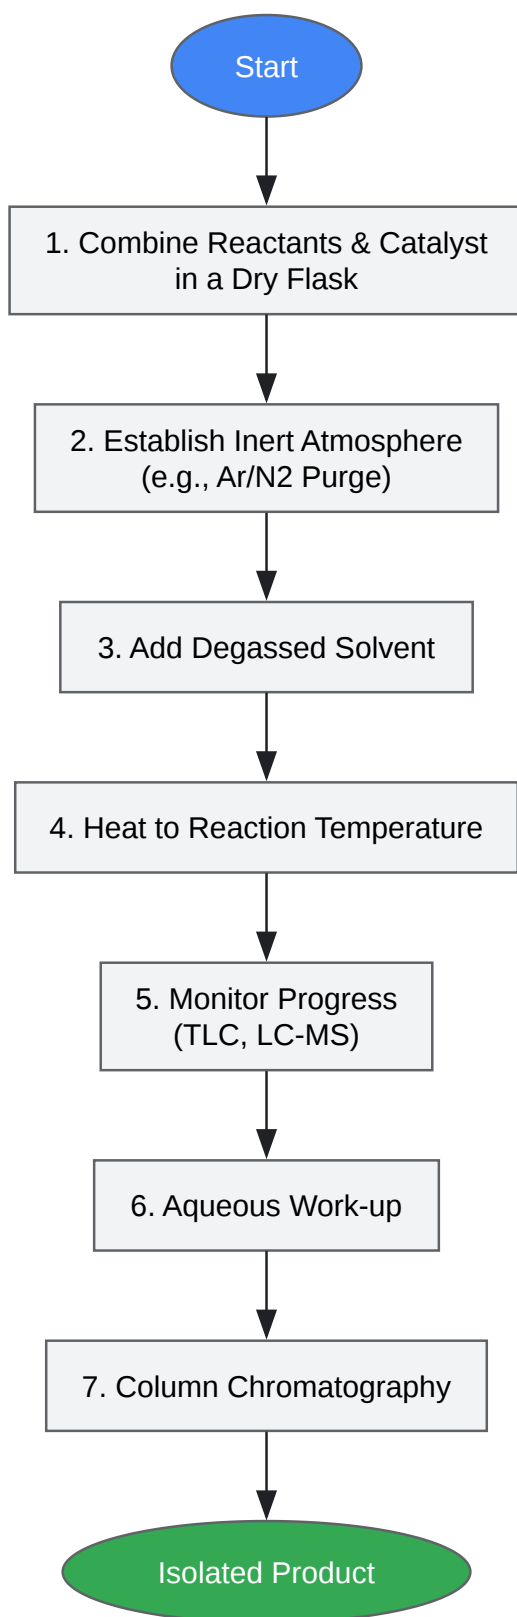 Start
1. Combine Reactants & Catalyst
in a Dry Flask
2. Establish Inert Atmosphere
(e.g., Ar/N2 Purge)
3. Add Degassed Solvent
4. Heat to Reaction Temperature
5. Monitor Progress
(TLC, LC-MS)
6. Aqueous Work-up
7. Column Chromatography
Isolated Product